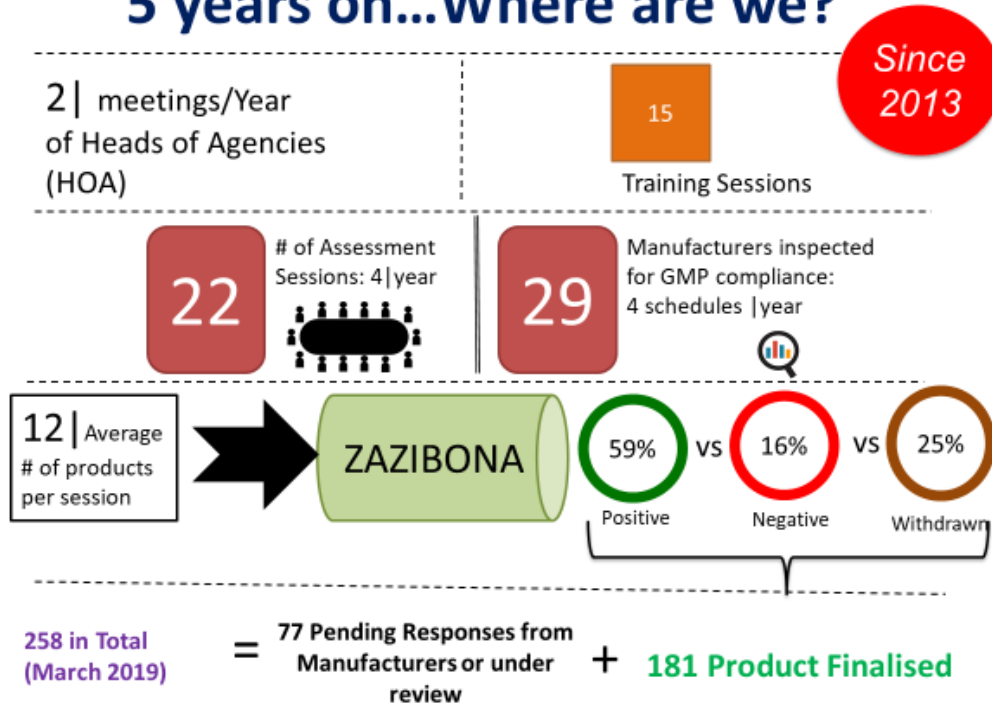 5 years on...Where are we?
Since
2013
2| meetings/Year
of Heads of Agencies
(HOA)
15
Training Sessions
22
# of Assessment
Sessions: 4|year
29
Manufacturers inspected
for GMP compliance:
4 schedules |year
12| Average
# of products
per session
ZAZIBONA
59%
vs
16%
vs
25%
Positive
Negative
Withdrawn
258 in Total
(March 2019)
=
77 Pending Responses from
Manufacturers or under
review
+
181 Product Finalised